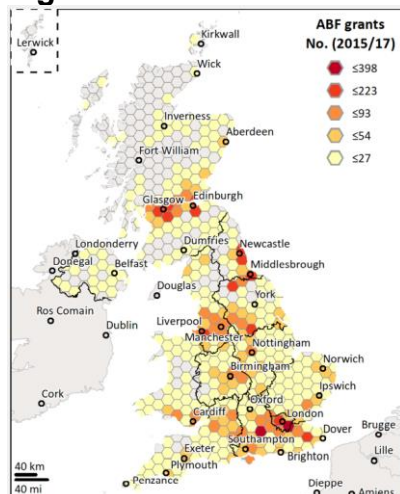 ABF grants
No. (2015/17)
≤398
≤223
≤93
≤54
≤27
Lerwick
Kirkwall
Wick
Inverness
Aberdeen
Fort William
Glasgow
Edinburgh
Londonderry
Dumfries
Newcastle
Donegal
Belfast
Middlesbrough
Douglas
York
Ros Comain
Dublin
Liverpool
Manchester
Nottingham
Norwich
Birmingham
Ipswich
Cork
Oxford
Cardiff
London
Dover
Brugge
Southampton
Exeter
Brighton
Lille
Plymouth
40 km
40 mi
Penzance
Dieppe
Amiens